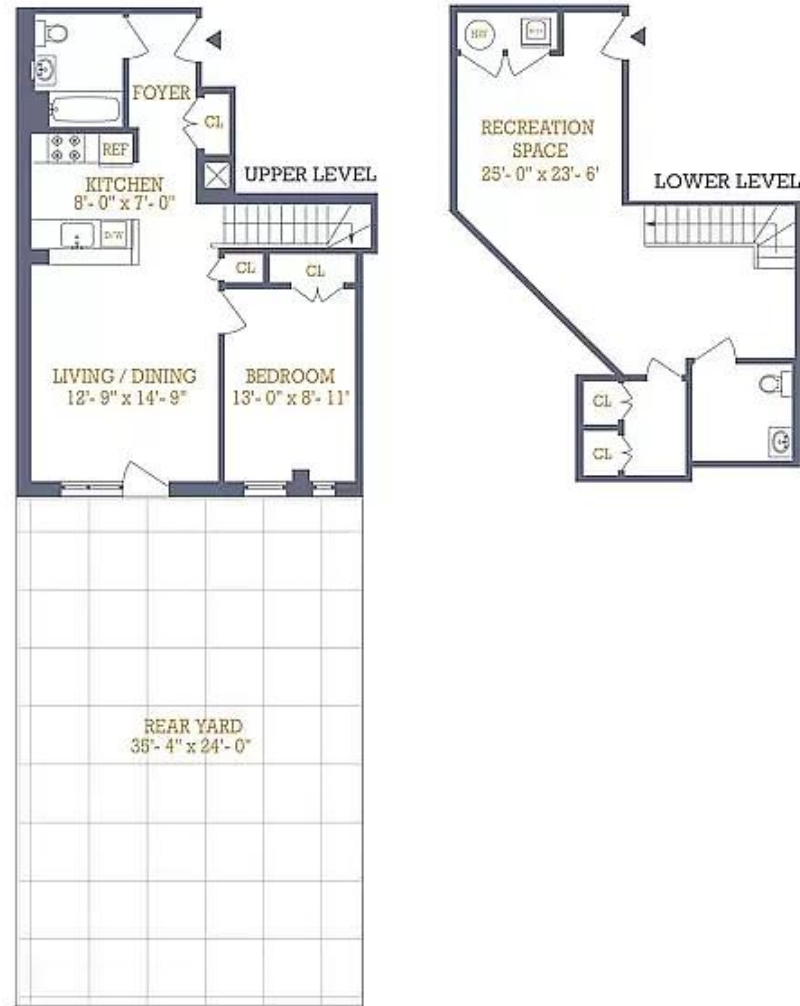 FOYER
CL
REF
UPPER LEVEL
KITCHEN
8'- 0" x 7'- 0"
D/W
CL
CL
LIVING / DINING
12'- 9" x 14'- 9"
BEDROOM
13'- 0" x 8'- 11'
REAR YARD
35'- 4" x 24'- 0"
HW
RECREATION
SPACE
25'- 0" x 23'- 6'
LOWER LEVEL
CL
CL